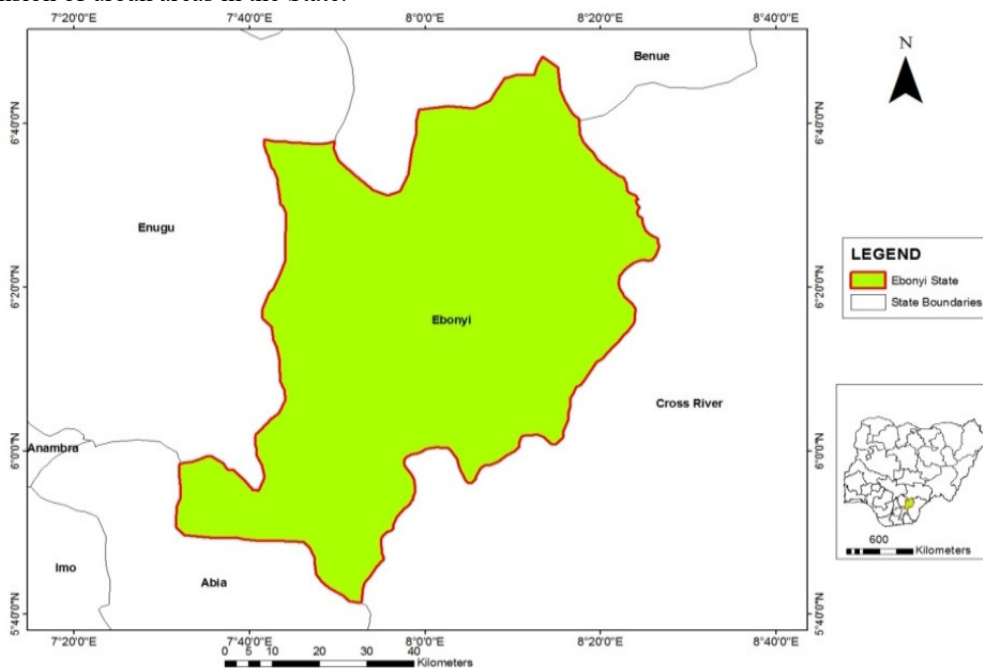 7°20'0"E 7°40'0"E 8°0'0"E 8°20'0"E 8°40'0"E
Benue
N
6°40'0"N 6°40'0"N
Enugu
LEGEND
Ebonyi State
State Boundaries
6°20'0"N 6°20'0"N
Ebonyi
Cross River
Anambra
6°0'0"N 6°0'0"N
600
Kilometers
Imo
Abia
5°40'0"N 5°40'0"N
7°20'0"E 7°40'0"E 8°0'0"E 8°20'0"E 8°40'0"E
0 5 10 20 30 40
Kilometers